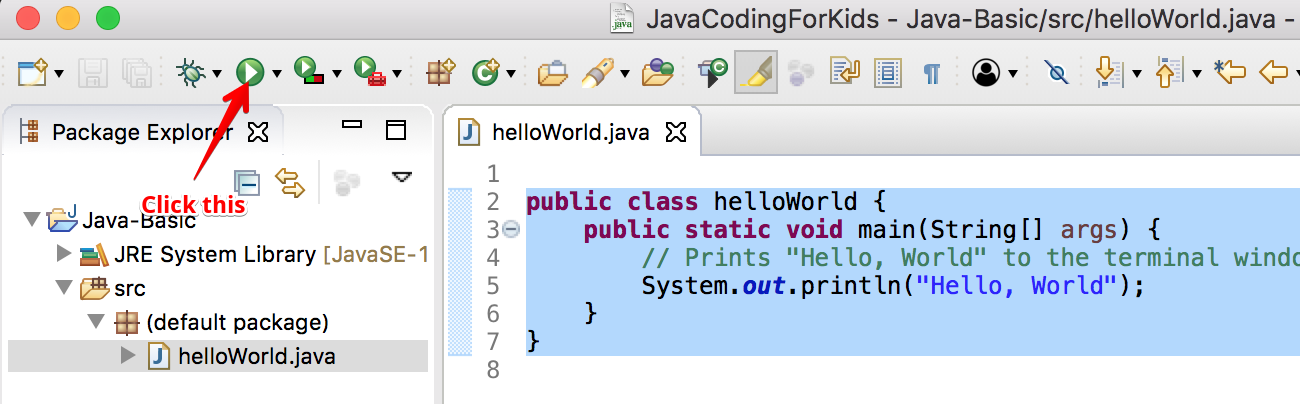 JavaCodingForKids - Java-Basic/src/helloWorld.java -
Package Explorer
helloWorld.java
Click this
Java-Basic
JRE System Library [JavaSE-1
src
(default package)
helloWorld.java
1
2 public class helloWorld {
3 public static void main(String[] args) {
4 // Prints "Hello, World" to the terminal windo
5 System.out.println("Hello, World");
6 }
7 }
8